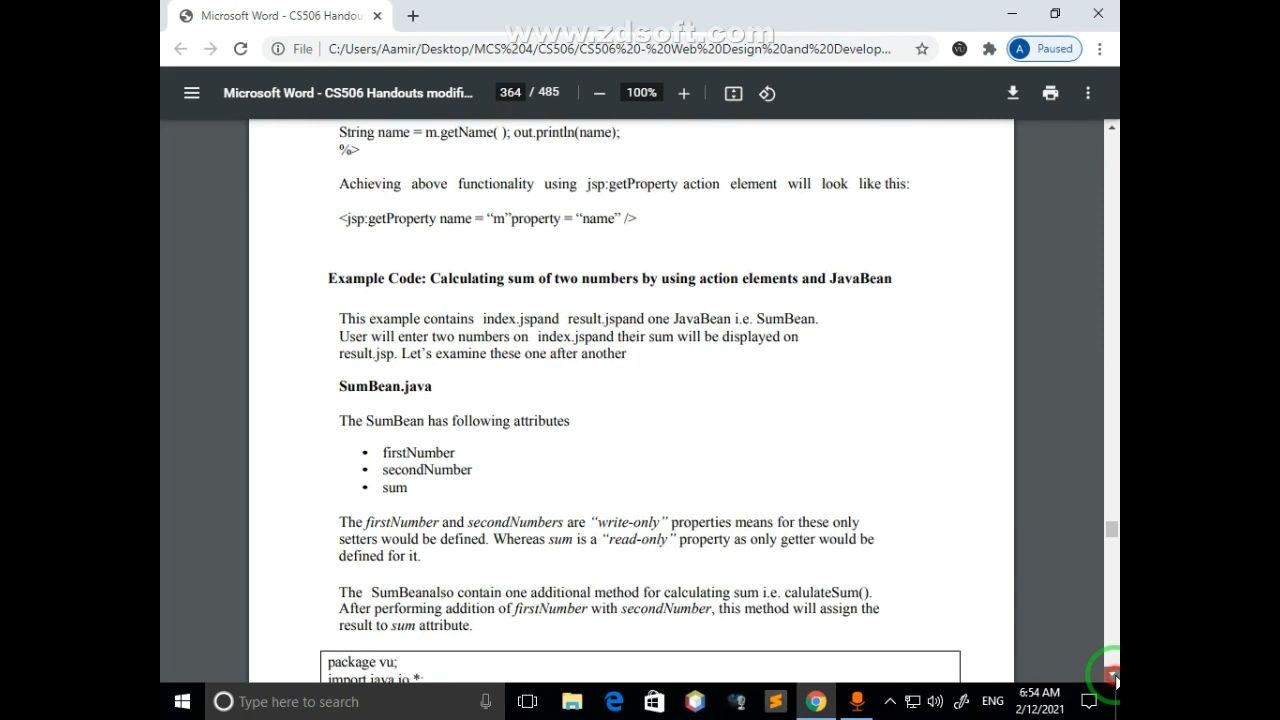 Microsoft Word - CS506 Handou
www.zdsoft.com
File C:/Users/Aamir/Desktop/MCS%204/CS506/CS506%20-%20Web%20Design%20and%20Develop... A Paused
Microsoft Word - CS506 Handouts modifi... 364 / 485 100%
String name = m.getName( ); out.println(name);
%>
Achieving above functionality using jsp:getProperty action element will look like this:
<jsp:getProperty name = “m”property = “name” />
Example Code: Calculating sum of two numbers by using action elements and JavaBean
This example contains index.jspand result.jspand one JavaBean i.e. SumBean.
User will enter two numbers on index.jspand their sum will be displayed on
result.jsp. Let’s examine these one after another
SumBean.java
The SumBean has following attributes
• firstNumber
• secondNumber
• sum
The firstNumber and secondNumbers are “write-only” properties means for these only
setters would be defined. Whereas sum is a “read-only” property as only getter would be
defined for it.
The SumBeanalso contain one additional method for calculating sum i.e. calulateSum().
After performing addition of firstNumber with secondNumber, this method will assign the
result to sum attribute.
package vu;
import java.io.*;
Type here to search ENG 6:54 AM
2/12/2021